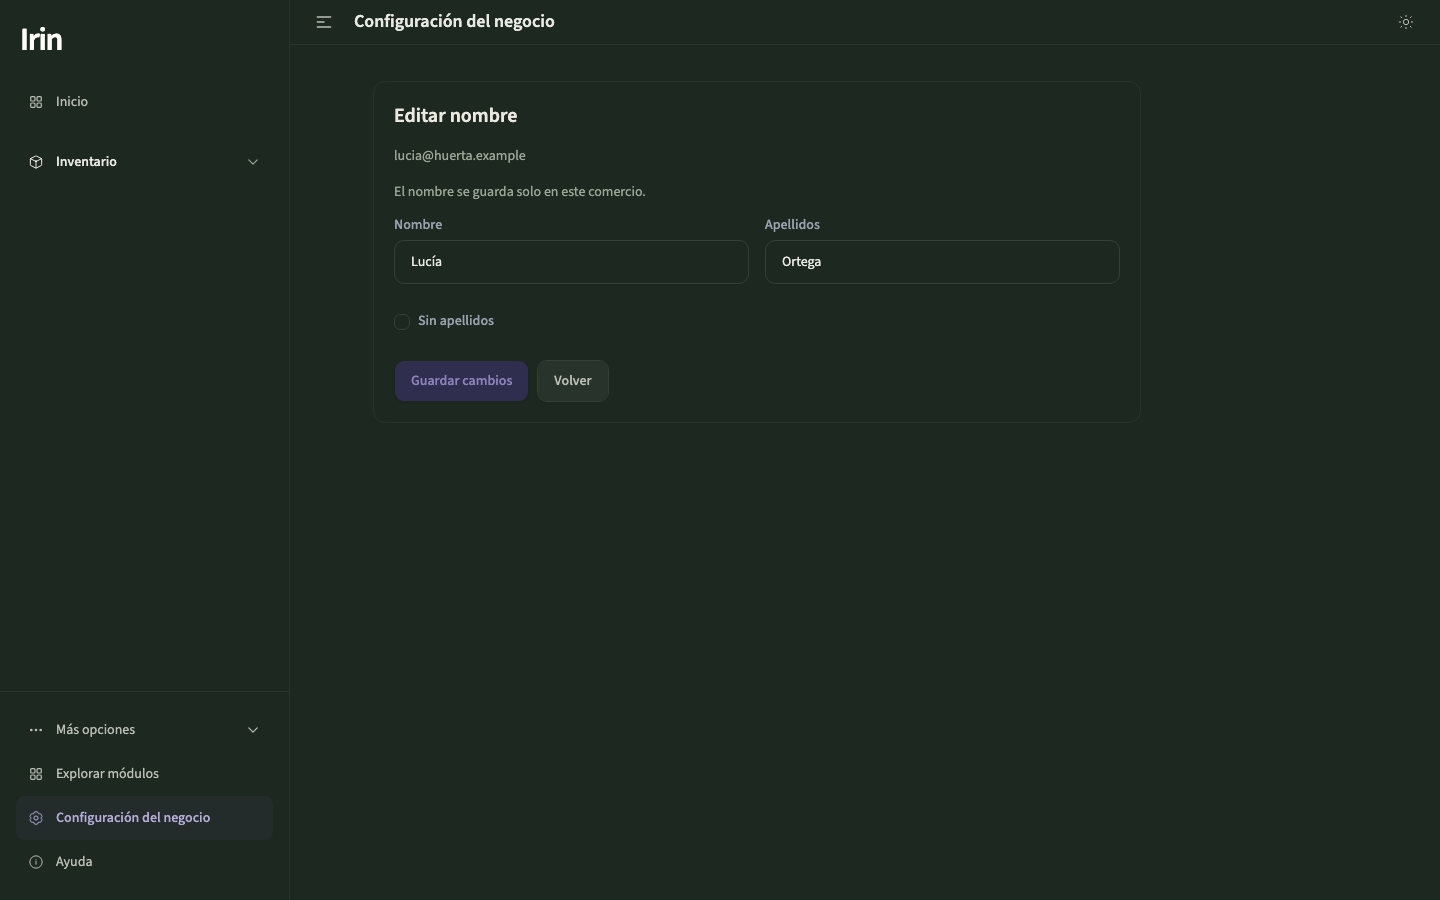 Irin
Inicio
Inventario
Más opciones
Explorar módulos
Configuración del negocio
Ayuda
Configuración del negocio
Editar nombre
lucia@huerta.example
El nombre se guarda solo en este comercio.
Nombre
Apellidos
Lucía
Ortega
Sin apellidos
Guardar cambios
Volver